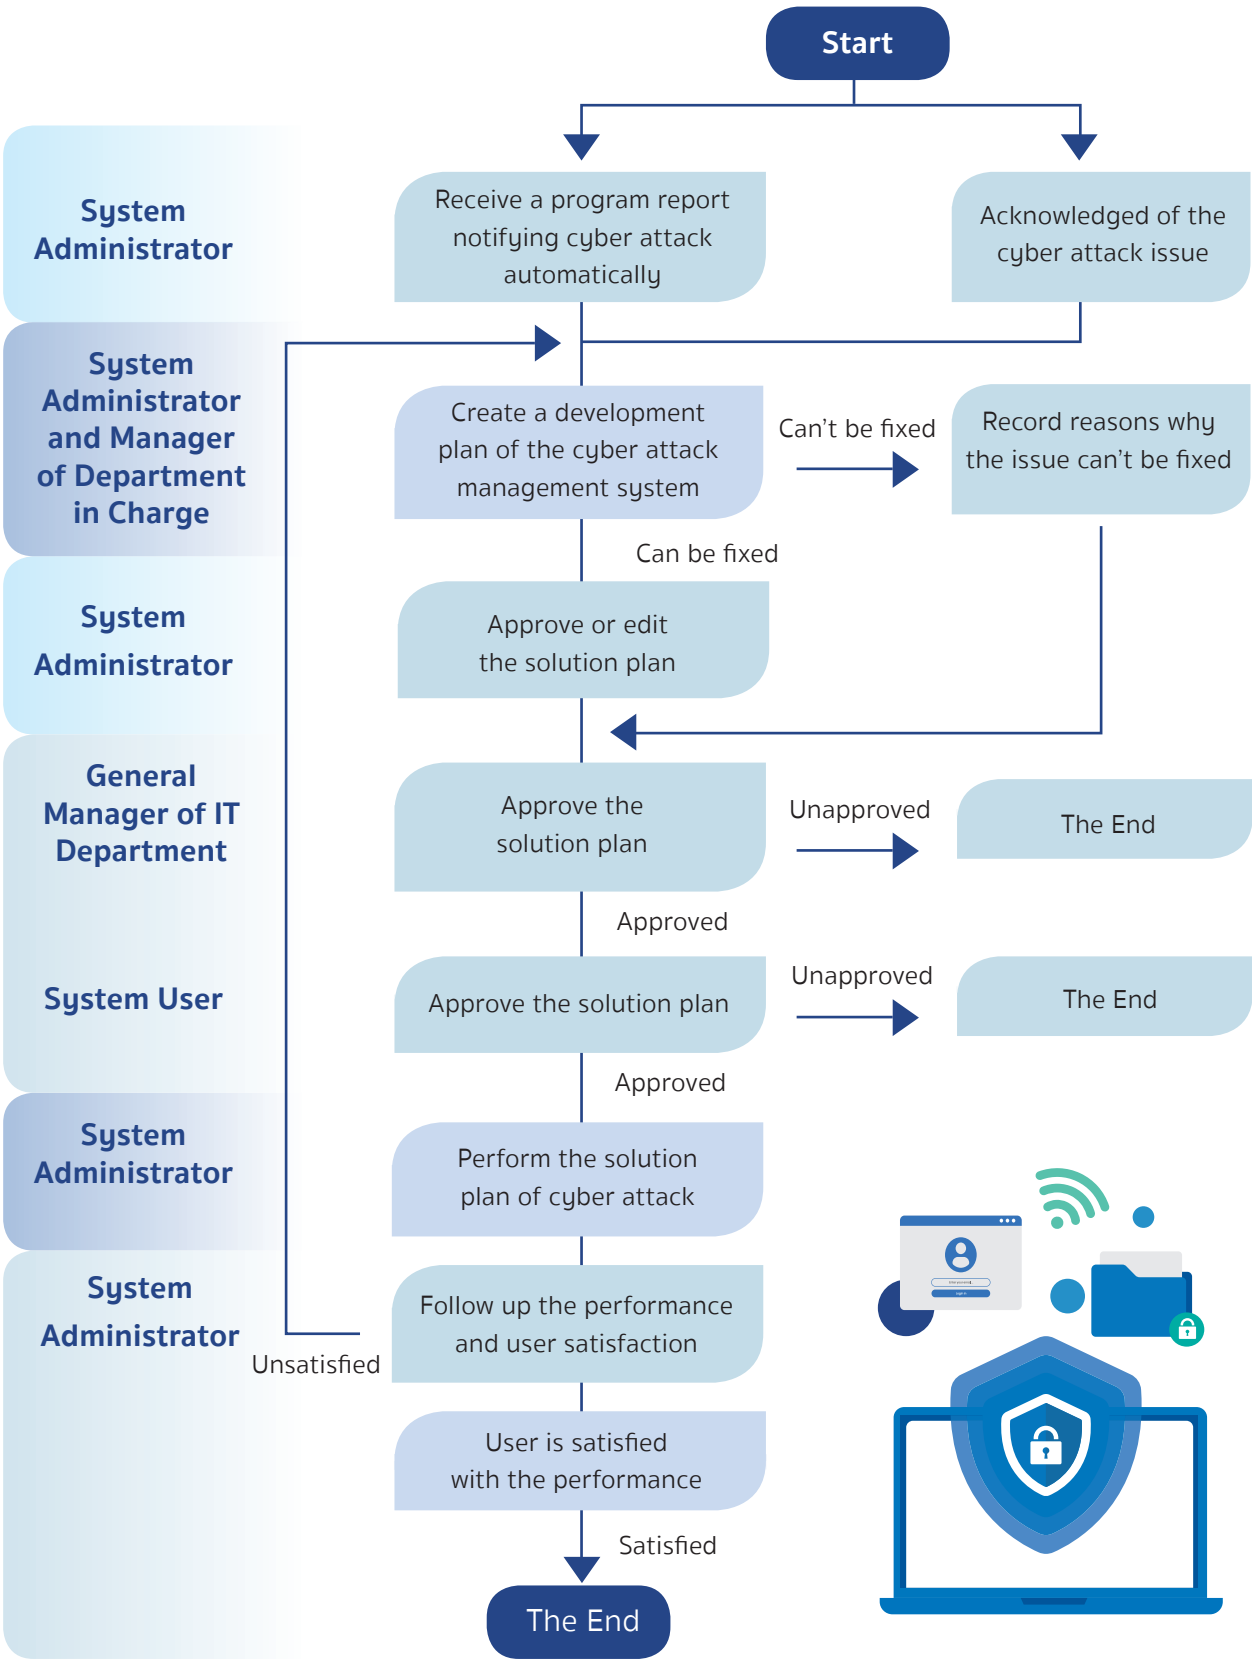 Start
System
Administrator
Receive a program report
notifying cyber attack
automatically
Acknowledged of the
cyber attack issue
System
Administrator
and Manager
of Department
in Charge
Create a development
plan of the cyber attack
management system
Can't be fixed
Record reasons why
the issue can't be fixed
Can be fixed
System
Administrator
Approve or edit
the solution plan
General
Manager of IT
Department
Approve the
solution plan
Unapproved
The End
Approved
System User
Approve the solution plan
Unapproved
The End
Approved
System
Administrator
Perform the solution
plan of cyber attack
System
Administrator
Follow up the performance
and user satisfaction
Unsatisfied
User is satisfied
with the performance
Satisfied
The End